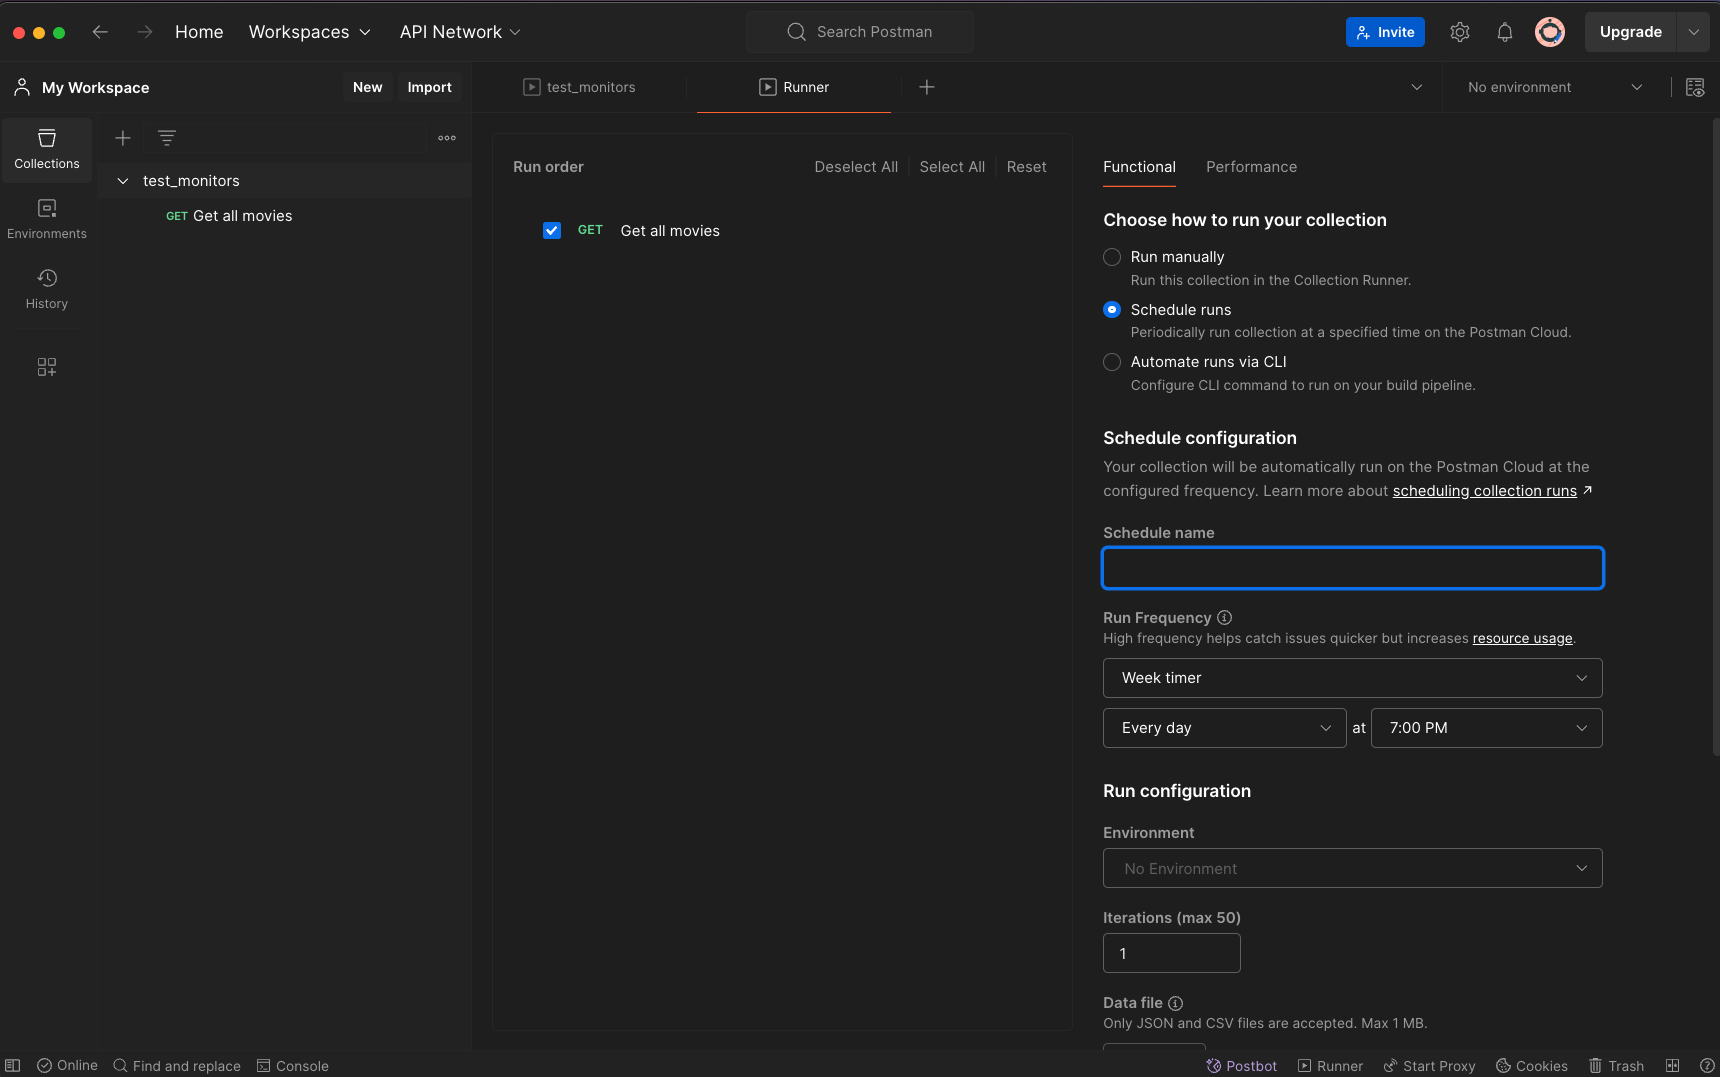 Home
Workspaces
API Network
Search Postman
Invite
Upgrade
My Workspace
New
Import
test_monitors
Runner
No environment
Collections
Environments
History
test_monitors
GET Get all movies
Run order
Deselect All
Select All
Reset
GET Get all movies
Functional
Performance
Choose how to run your collection
Run manually
Run this collection in the Collection Runner.
Schedule runs
Periodically run collection at a specified time on the Postman Cloud.
Automate runs via CLI
Configure CLI command to run on your build pipeline.
Schedule configuration
Your collection will be automatically run on the Postman Cloud at the
configured frequency. Learn more about scheduling collection runs ↗
Schedule name
Run Frequency
High frequency helps catch issues quicker but increases resource usage.
Week timer
Every day at 7:00 PM
Run configuration
Environment
No Environment
Iterations (max 50)
1
Data file
Only JSON and CSV files are accepted. Max 1 MB.
Online
Find and replace
Console
Postbot
Runner
Start Proxy
Cookies
Trash